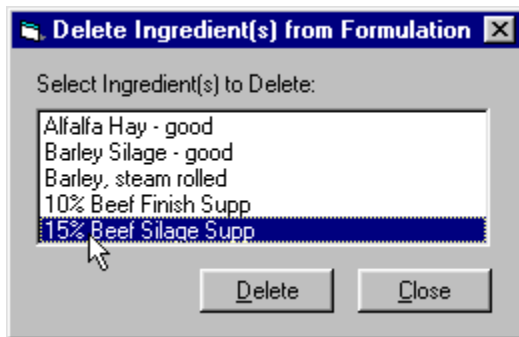 Delete Ingredient(s) from Formulation
Select Ingredient(s) to Delete:
Alfalfa Hay - good
Barley Silage - good
Barley, steam rolled
10% Beef Finish Supp
15% Beef Silage Supp
Delete
Close